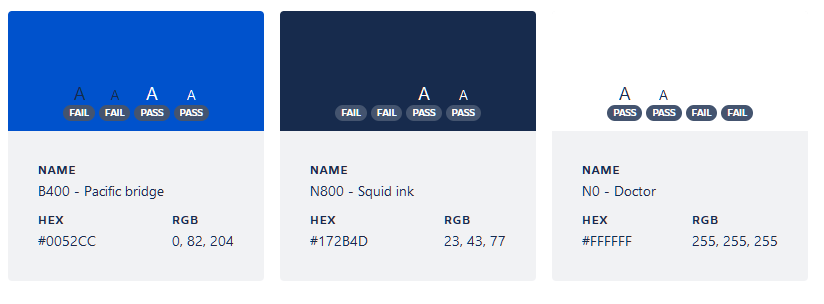 A A A A
FAIL FAIL PASS PASS
NAME
B400 - Pacific bridge
HEX RGB
#0052CC 0, 82, 204
A A
FAIL FAIL PASS PASS
NAME
N800 - Squid ink
HEX RGB
#172B4D 23, 43, 77
A A
PASS PASS FAIL FAIL
NAME
N0 - Doctor
HEX RGB
#FFFFFF 255, 255, 255